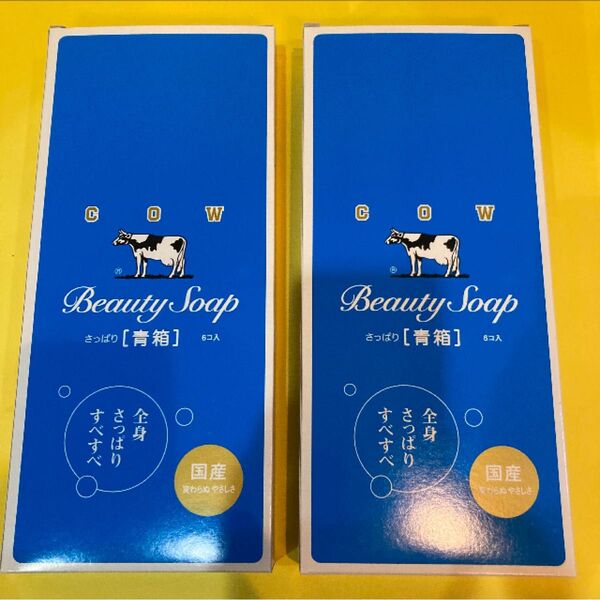 COW
®
Beauty Soap
さっぱり [青箱] 6コ入
全身
さっぱり
すべすべ
国産
変わらぬ やさしさ
COW
®
Beauty Soap
さっぱり [青箱] 6コ入
全身
さっぱり
すべすべ
国産
変わらぬ やさしさ